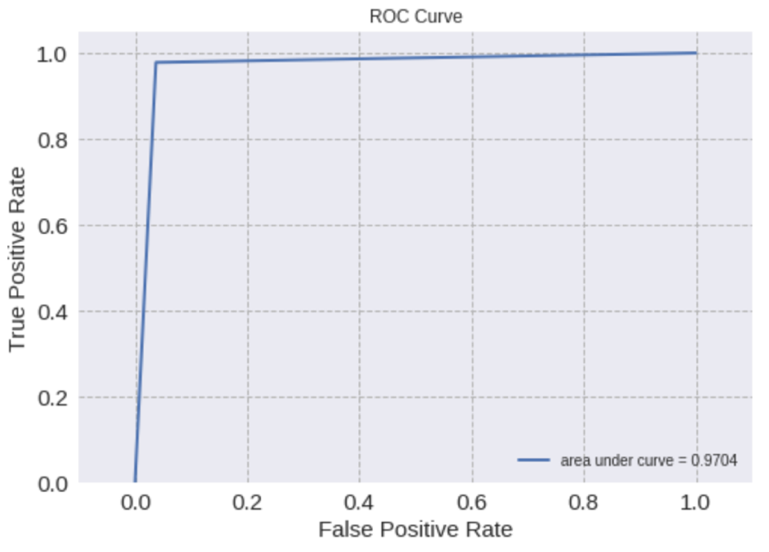 ROC Curve
True Positive Rate
1.0
0.8
0.6
0.4
0.2
0.0
area under curve = 0.9704
0.0 0.2 0.4 0.6 0.8 1.0
False Positive Rate